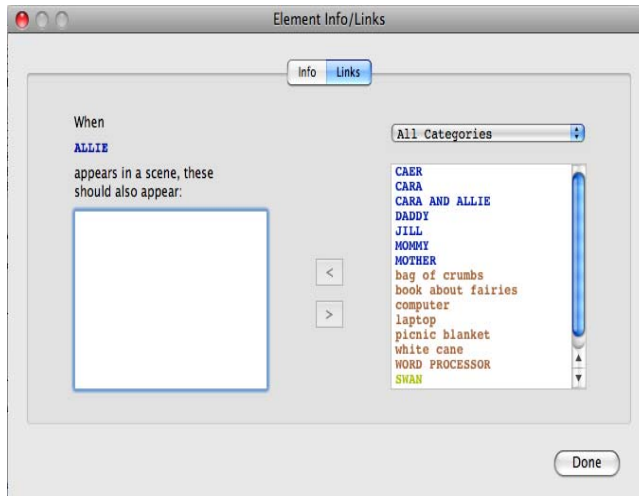 Element Info/Links
Info Links
When
ALLIE
appears in a scene, these
should also appear:
<
>
All Categories
CAER
CARA
CARA AND ALLIE
DADDY
JILL
MOMMY
MOTHER
bag of crumbs
book about fairies
computer
laptop
picnic blanket
white cane
WORD PROCESSOR
SWAN
Done